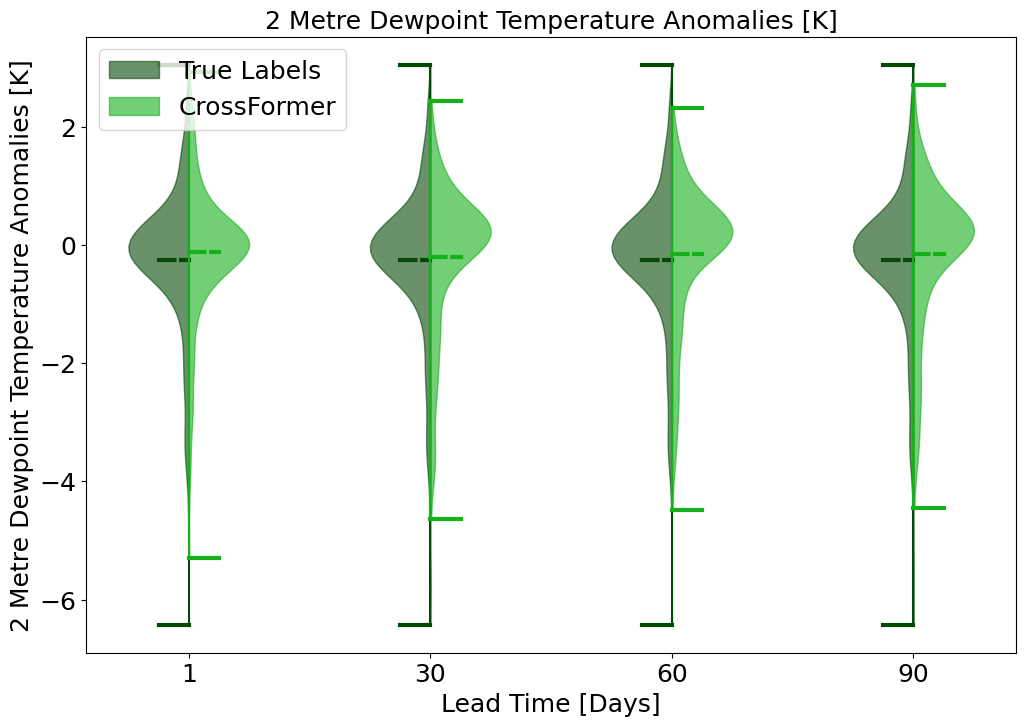 2 Metre Dewpoint Temperature Anomalies [K]
True Labels
CrossFormer
2 Metre Dewpoint Temperature Anomalies [K]
2
0
−2
−4
−6
1 30 60 90
Lead Time [Days]